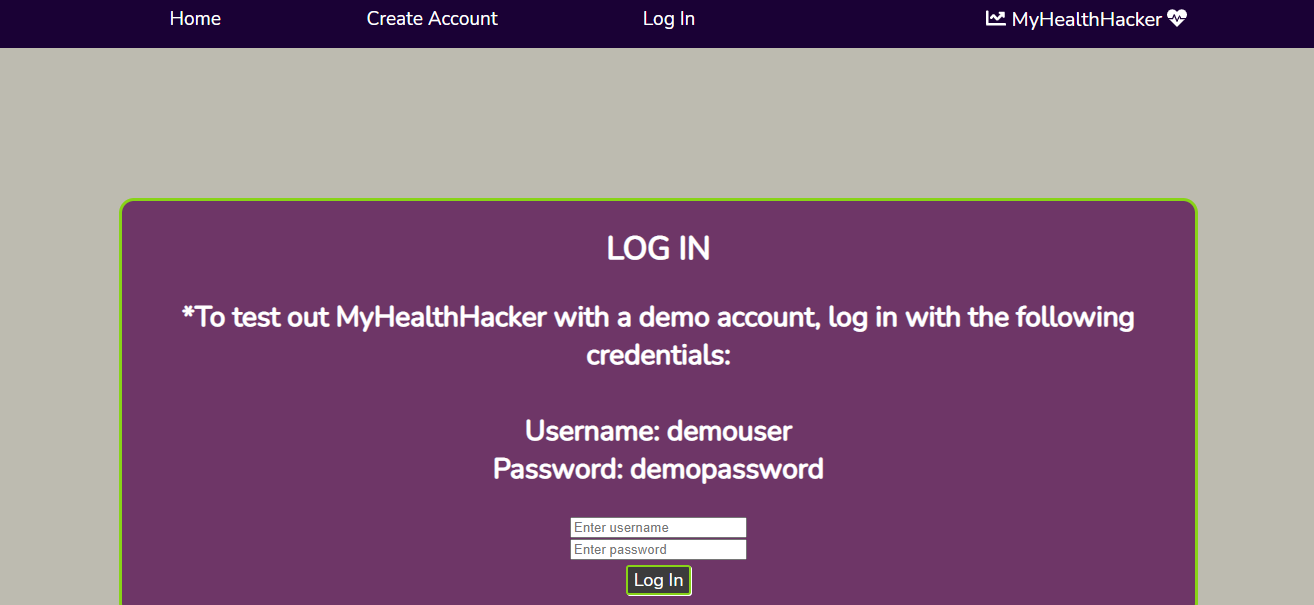 Home Create Account Log In MyHealthHacker
LOG IN
*To test out MyHealthHacker with a demo account, log in with the following
credentials:
Username: demouser
Password: demopassword
Enter username
Enter password
Log In